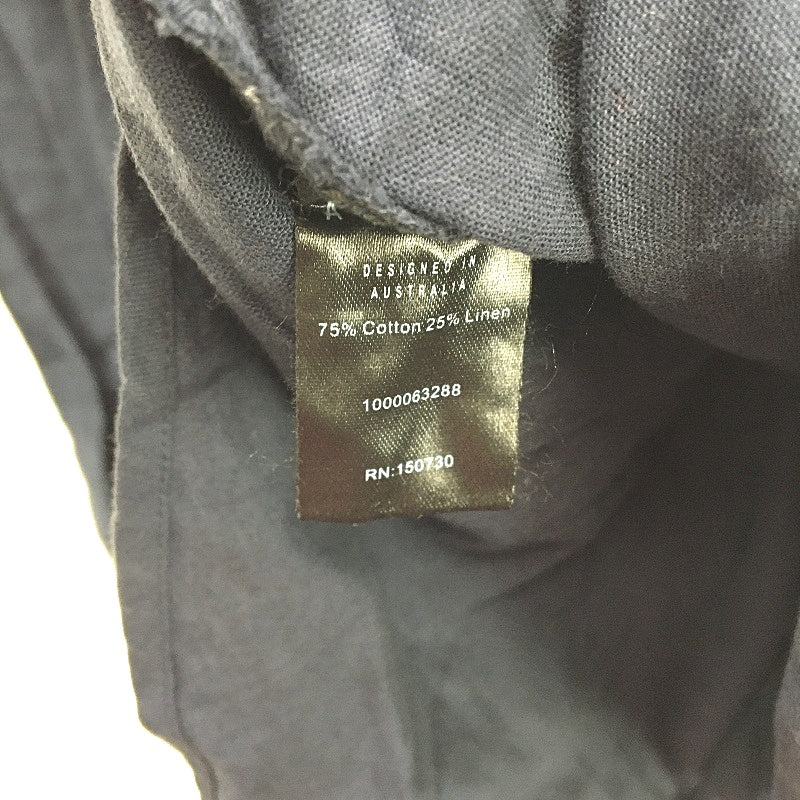 DESIGNED IN
AUSTRALIA
75% Cotton 25% Linen
1000063288
RN:150730